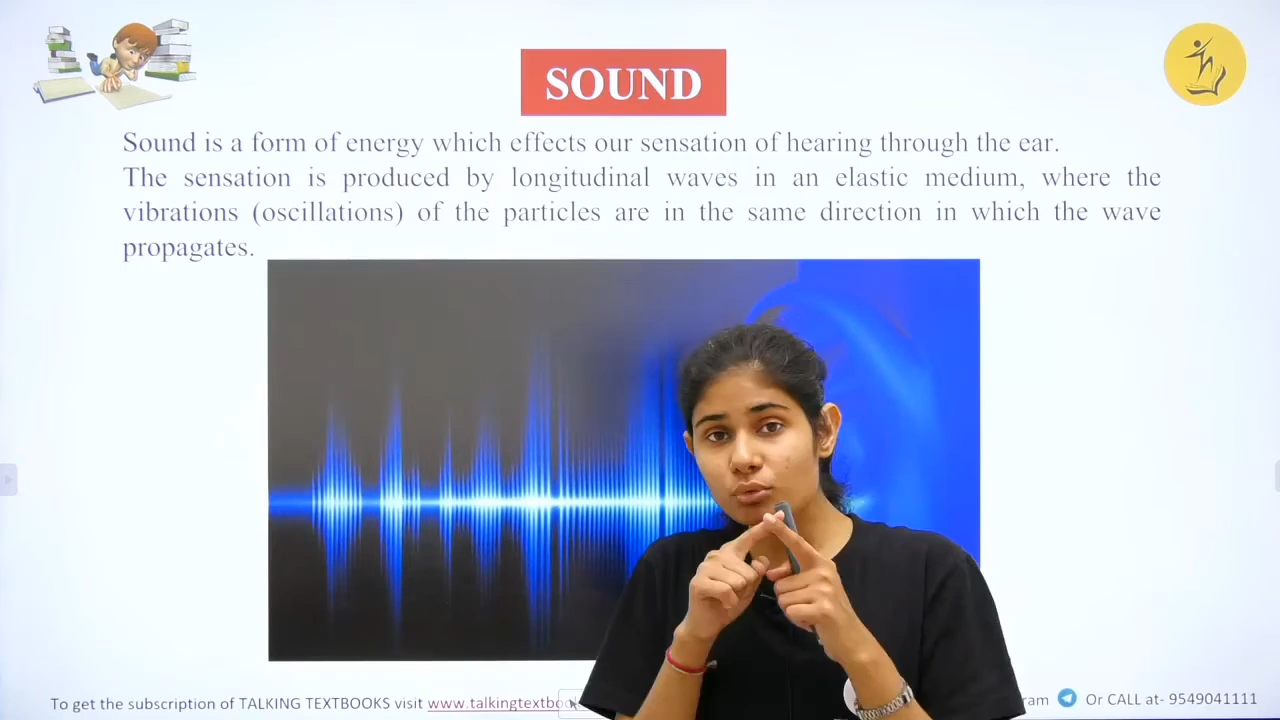 SOUND
Sound is a form of energy which effects our sensation of hearing through the ear.
The sensation is produced by longitudinal waves in an elastic medium, where the
vibrations (oscillations) of the particles are in the same direction in which the wave
propagates.
To get the subscription of TALKING TEXTBOOKS visit www.talkingtextbo Or CALL at- 9549041111